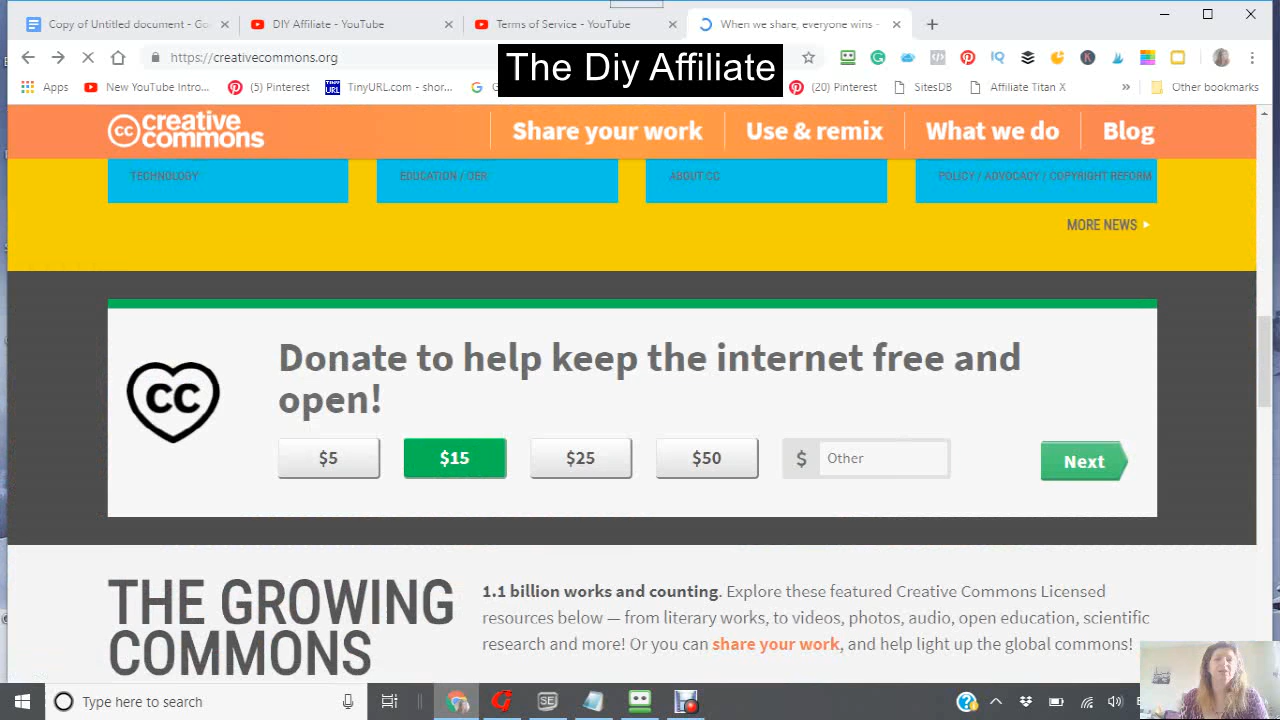 Copy of Untitled document - Go
DIY Affiliate - YouTube
Terms of Service - YouTube
When we share, everyone wins -
https://creativecommons.org
The Diy Affiliate
Apps
New YouTube Intro...
(5) Pinterest
TinyURL.com - shor...
(20) Pinterest
SitesDB
Affiliate Titan X
Other bookmarks
creative
commons
Share your work
Use & remix
What we do
Blog
TECHNOLOGY
EDUCATION / OER
ABOUT CC
POLICY / ADVOCACY / COPYRIGHT REFORM
MORE NEWS
CC
Donate to help keep the internet free and
open!
$5
$15
$25
$50
$
Other
Next
THE GROWING
COMMONS
1.1 billion works and counting. Explore these featured Creative Commons Licensed
resources below — from literary works, to videos, photos, audio, open education, scientific
research and more! Or you can share your work, and help light up the global commons!
Type here to search